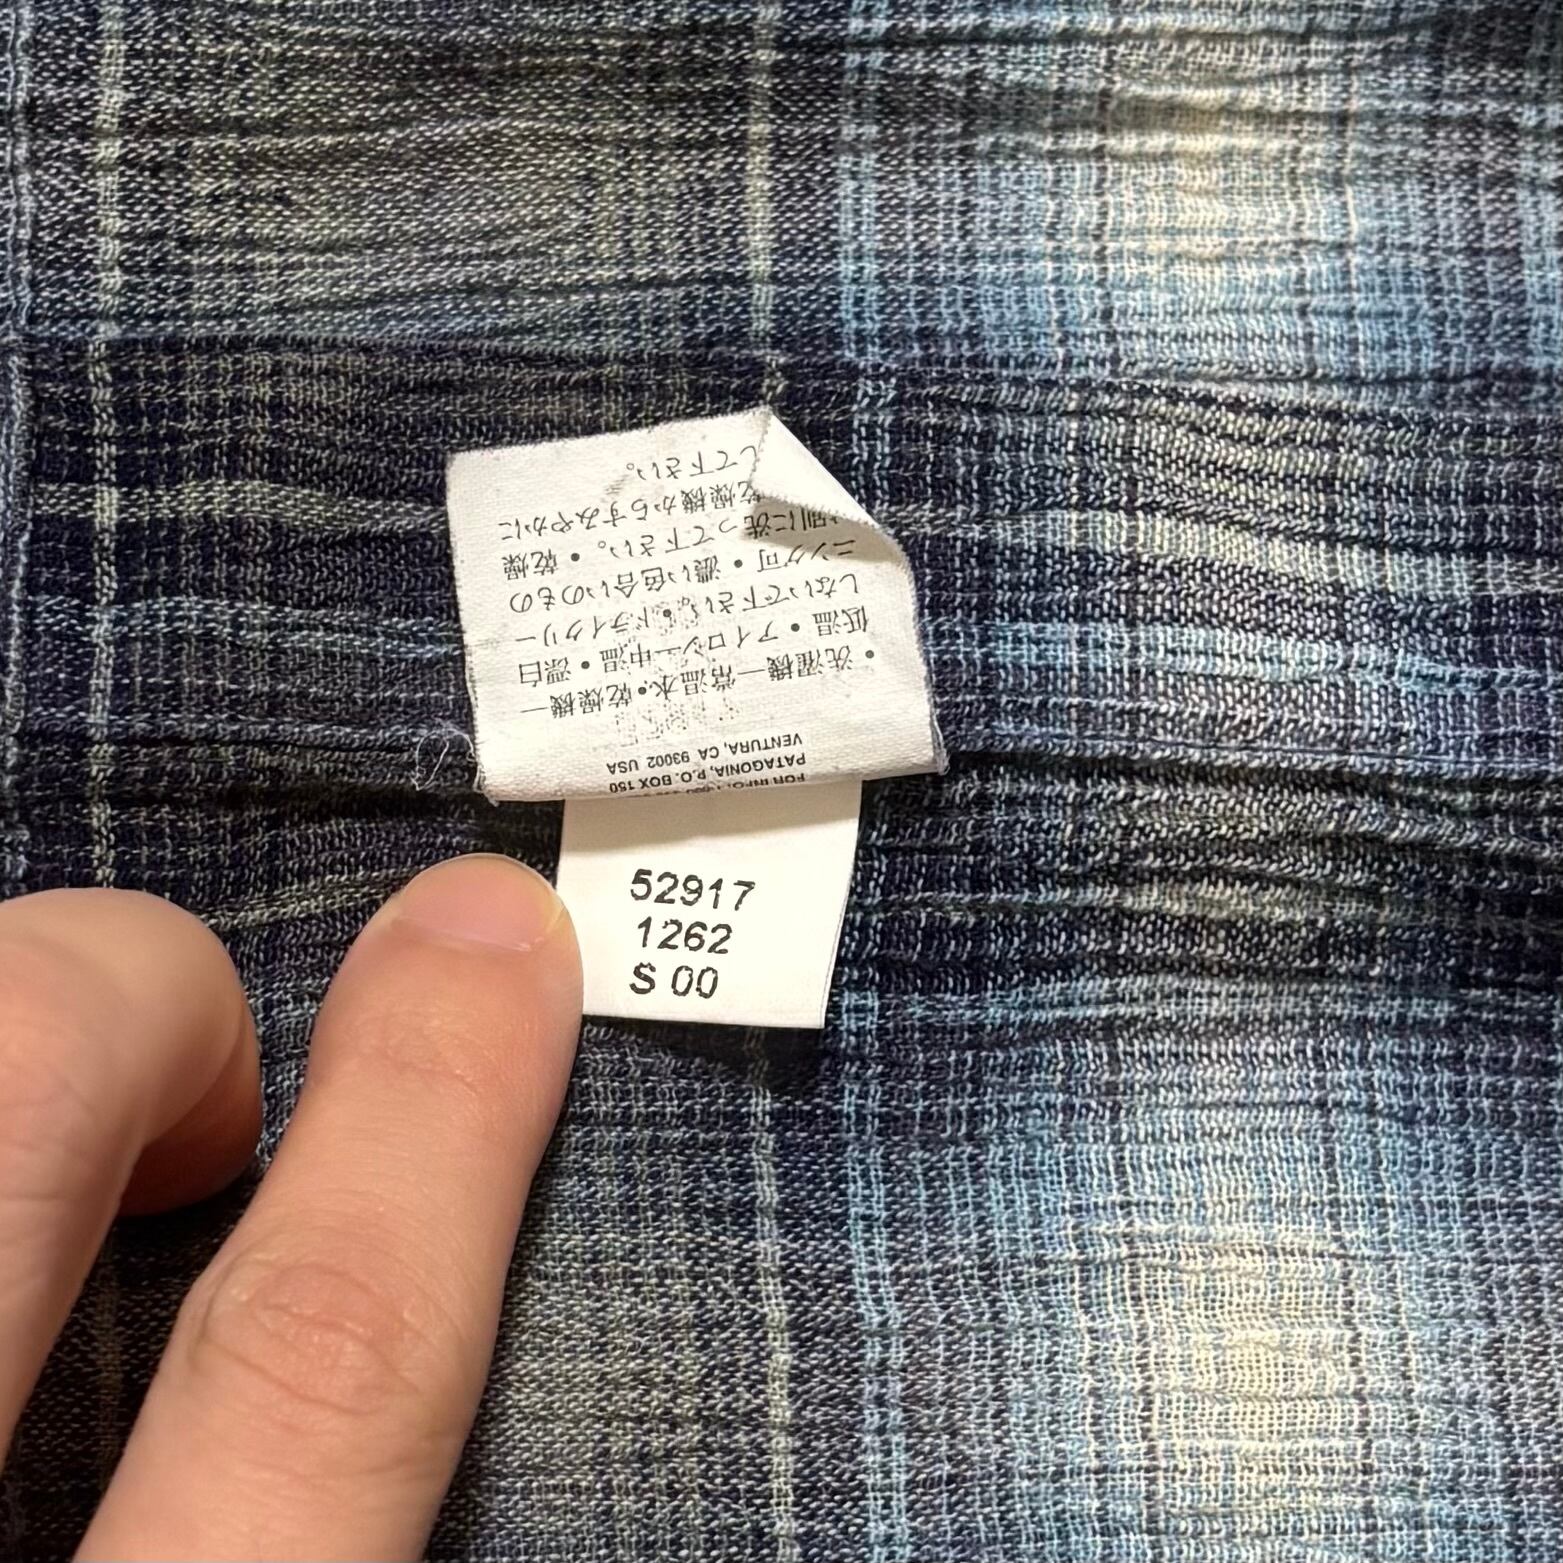 FOR INFO:
PATAGONIA, P.O. BOX 150
VENTURA, CA 93002 USA
•洗濯機—常温水•乾燥機—
低温•アイロン—中温•漂白
しないで下さい。•ドライクリー
ニング可•濃い色合いのもの
別に洗って下さい。•乾燥
燥機からすみやかに
して下さい。
52917
1262
S 00